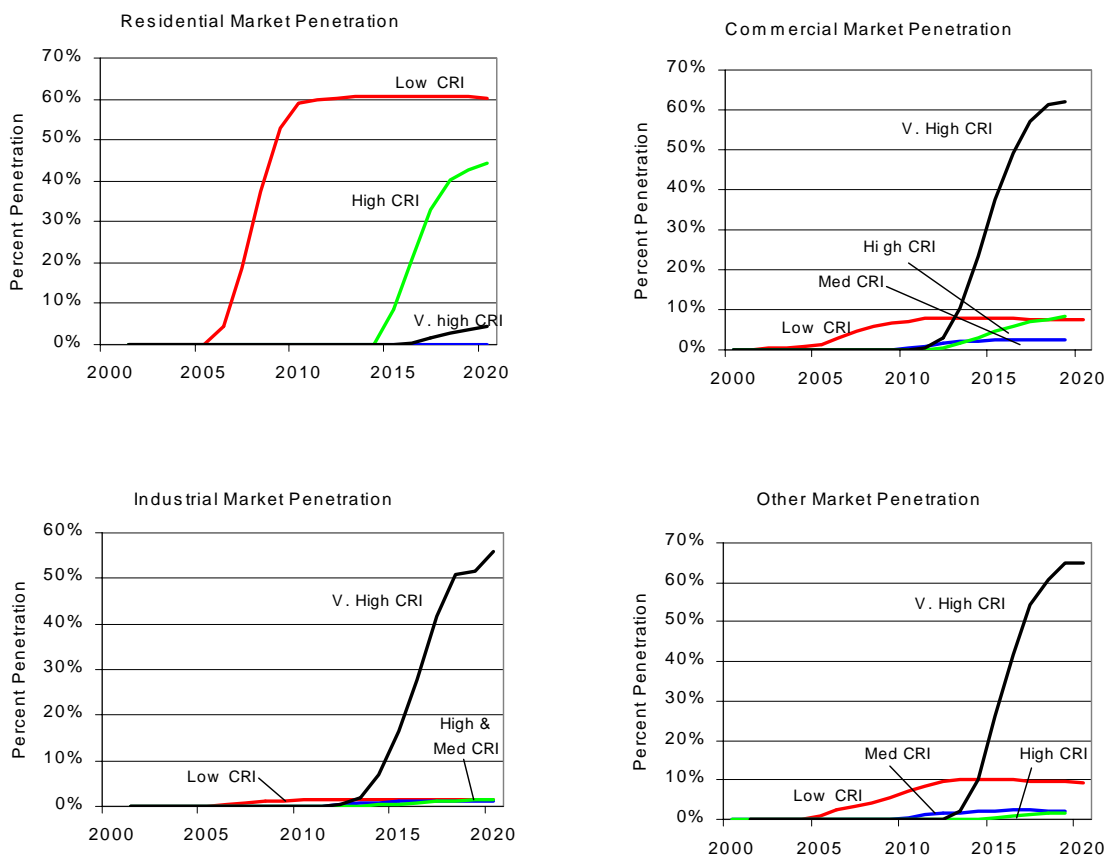 Residential Market Penetration
70%
60%
50%
40%
30%
20%
10%
0%
Percent Penetration
Low CRI
High CRI
V. high CRI
2000 2005 2010 2015 2020
Commercial Market Penetration
70%
60%
50%
40%
30%
20%
10%
0%
Percent Penetration
V. High CRI
High CRI
Med CRI
Low CRI
2000 2005 2010 2015 2020
Industrial Market Penetration
60%
50%
40%
30%
20%
10%
0%
Percent Penetration
V. High CRI
High &
Med CRI
Low CRI
2000 2005 2010 2015 2020
Other Market Penetration
70%
60%
50%
40%
30%
20%
10%
0%
Percent Penetration
V. High CRI
Med CRI
High CRI
Low CRI
2000 2005 2010 2015 2020